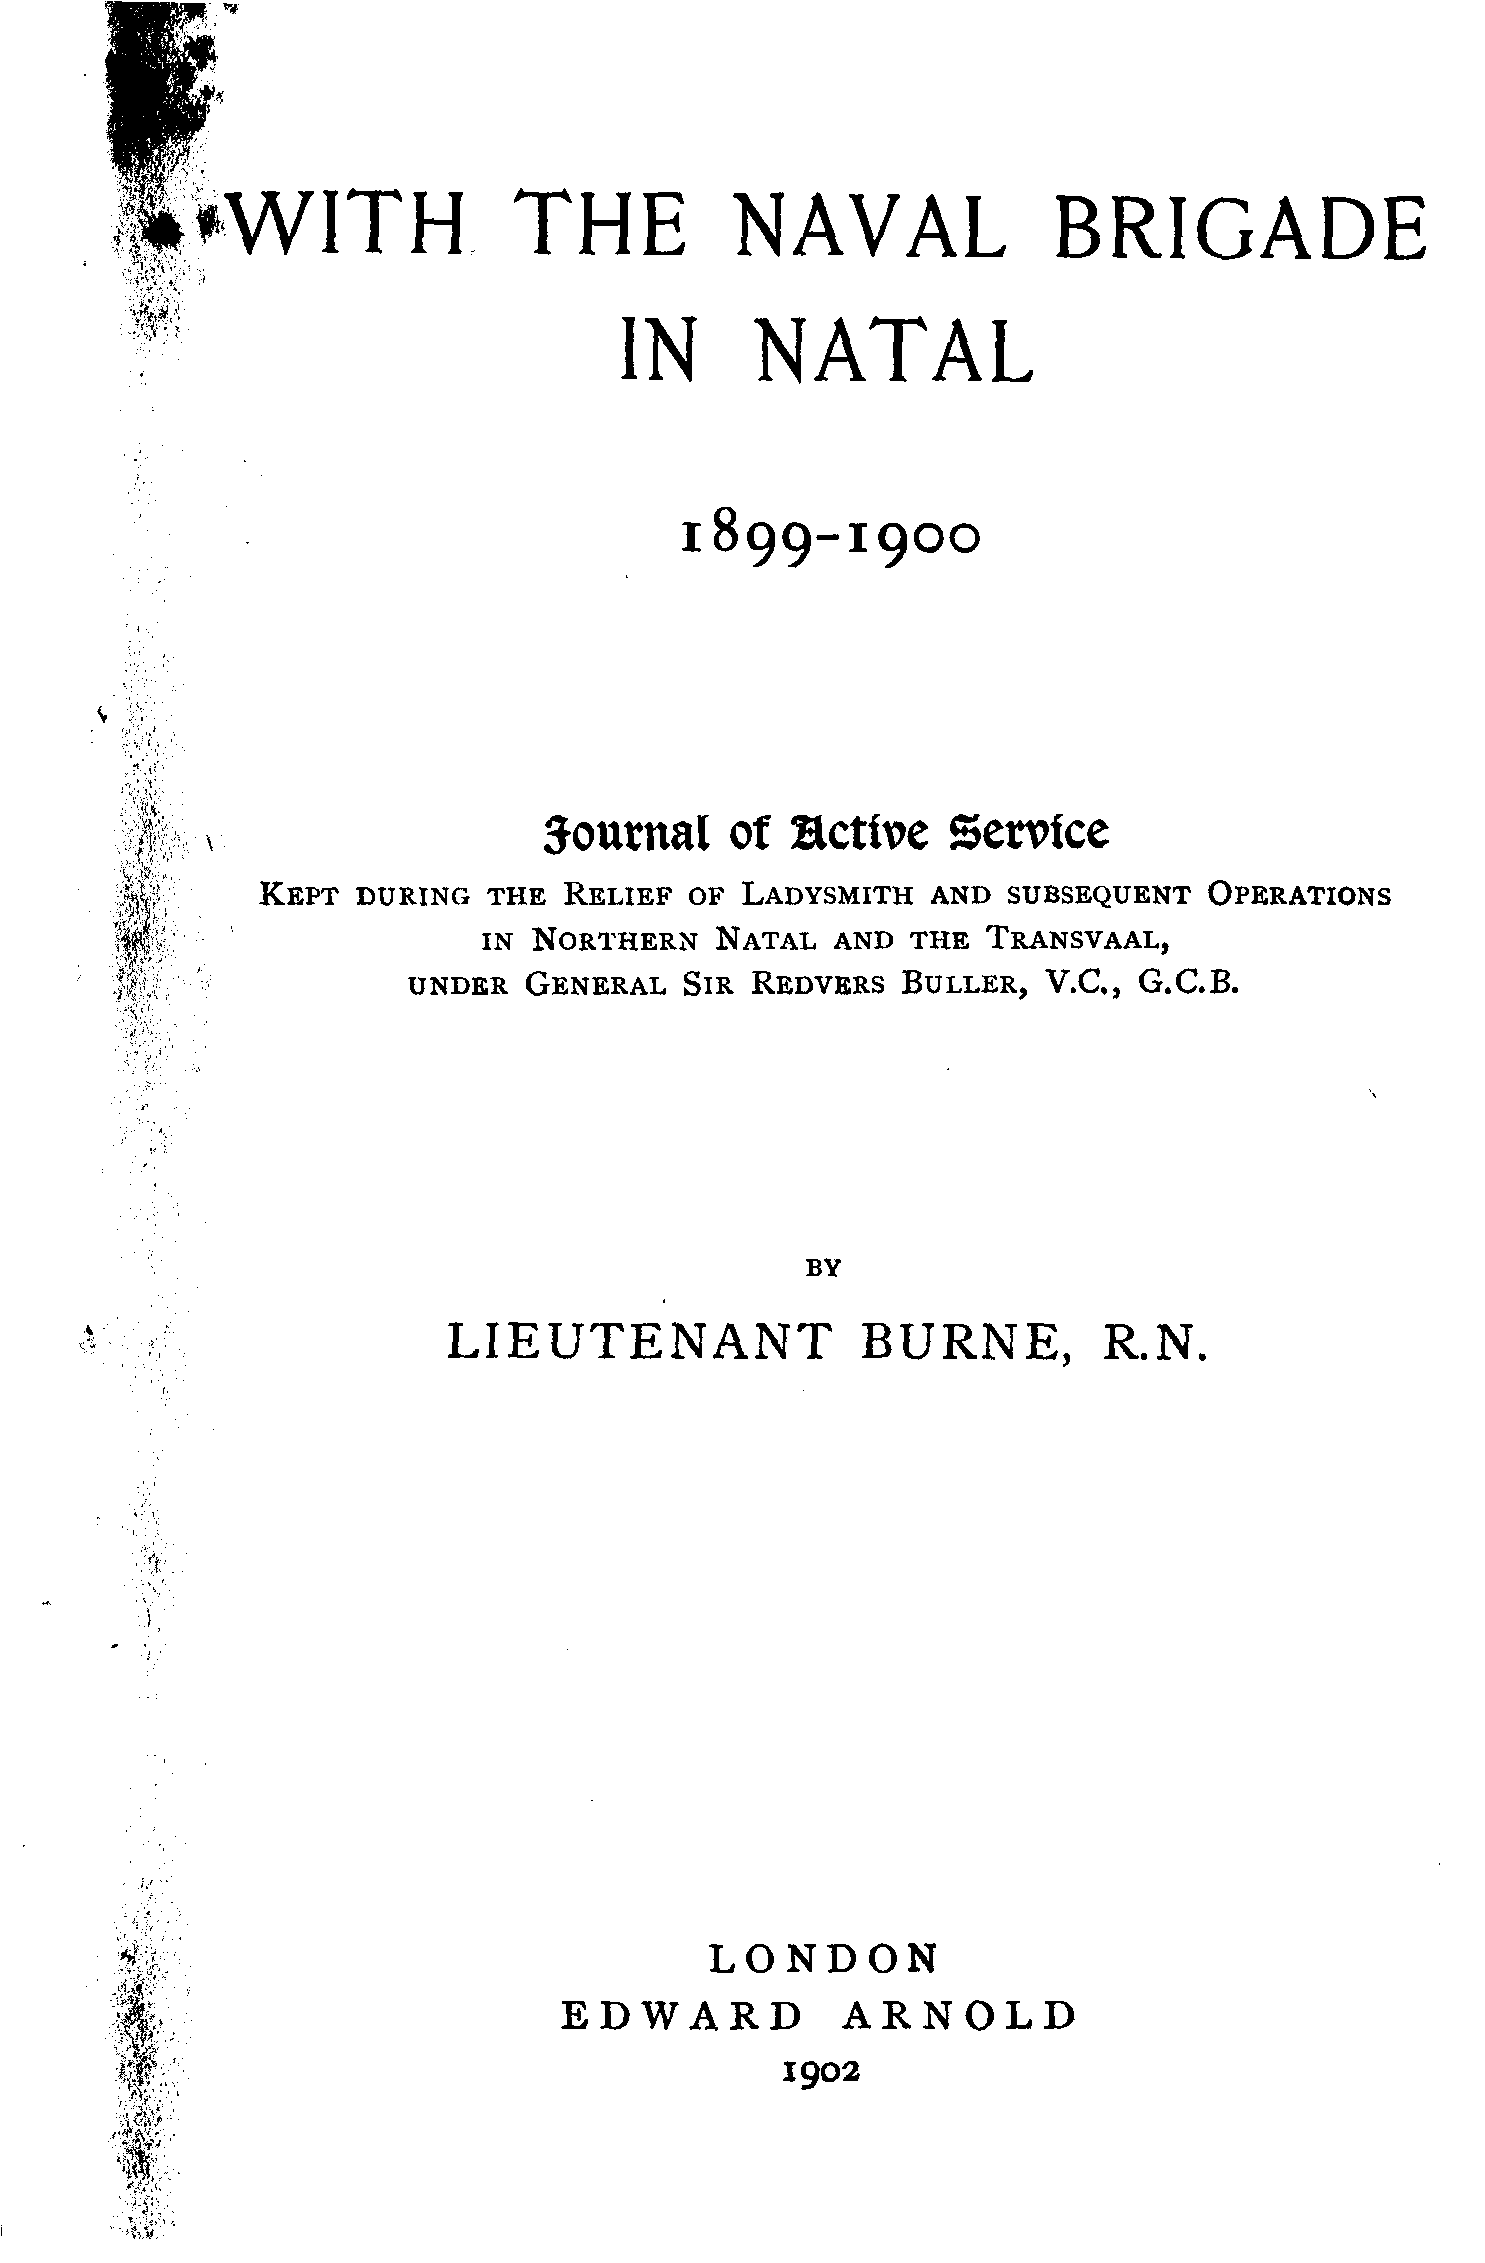 WITH THE NAVAL BRIGADE
IN NATAL
1899-1900
Journal of Active Service
KEPT DURING THE RELIEF OF LADYSMITH AND SUBSEQUENT OPERATIONS
IN NORTHERN NATAL AND THE TRANSVAAL,
UNDER GENERAL SIR REDVERS BULLER, V.C., G.C.B.
BY
LIEUTENANT BURNE, R.N.
LONDON
EDWARD ARNOLD
1902